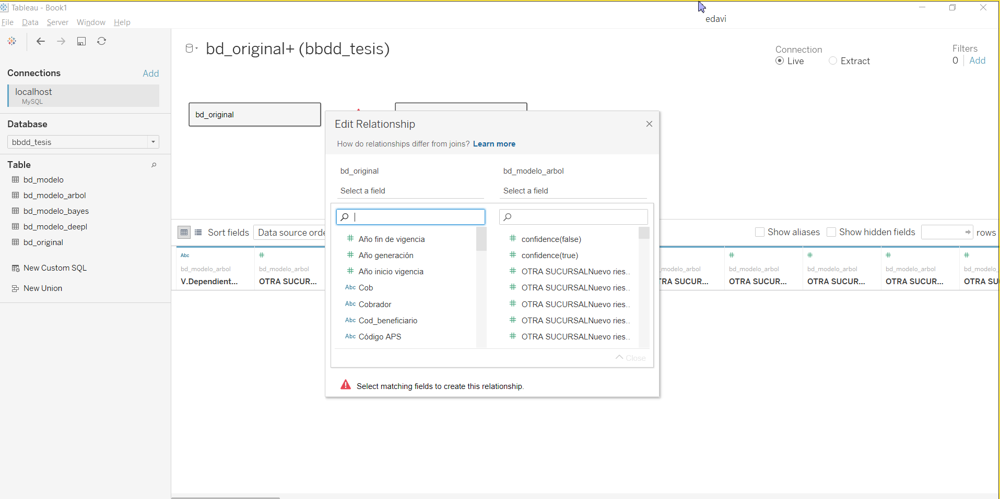 Tableau - Book1
edavi
File Data Server Window Help
bd_original+ (bbdd_tesis)
Connection
Live Extract
Filters
0 Add
Connections Add
localhost
MySQL
Database
bbdd_tesis
Table
bd_modelo
bd_modelo_arbol
bd_modelo_bayes
bd_modelo_deepl
bd_original
New Custom SQL
New Union
bd_original
Edit Relationship
How do relationships differ from joins? Learn more
bd_original bd_modelo_arbol
Select a field Select a field
# Año fin de vigencia # confidence(false)
# Año generación # confidence(true)
# Año inicio vigencia # OTRA SUCURSALNuevo ries..
Abc Cob # OTRA SUCURSALNuevo ries..
Abc Cobrador # OTRA SUCURSALNuevo ries..
Abc Cod_beneficiario # OTRA SUCURSALNuevo ries..
Abc Código APS # OTRA SUCURSALNuevo ries..
Close
Select matching fields to create this relationship.
Sort fields Data source orde
Show aliases Show hidden fields rows
Abc # # # # #
bd_modelo_arbol bd_modelo_arbol _modelo_arbol bd_modelo_arbol bd_modelo_arbol bd_modelo_arbol bd_modelo_
V.Dependient... OTRA SUCUR... TRA SUCUR... OTRA SUCUR... OTRA SUCUR... OTRA SUCUR... OTRA SU